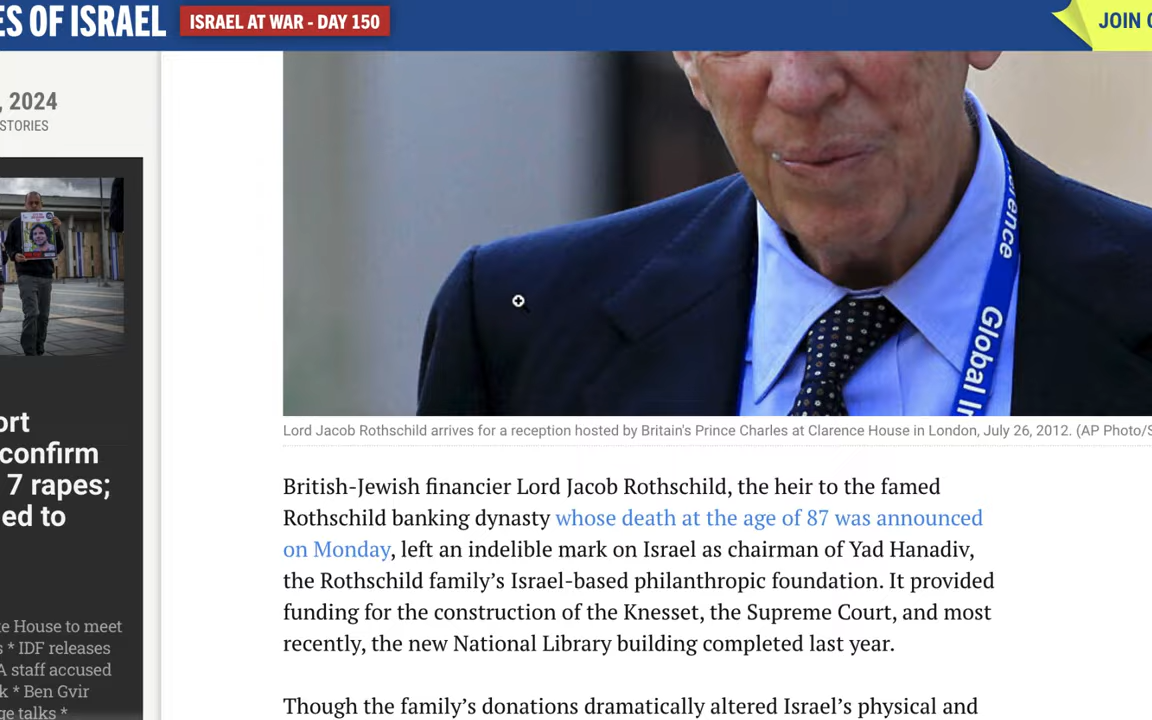 ES OF ISRAEL
ISRAEL AT WAR - DAY 150
JOIN
, 2024
STORIES
ort
confirm
7 rapes;
ed to
e House to meet
s * IDF releases
A staff accused
k * Ben Gvir
ge talks *
erence
Global In
Lord Jacob Rothschild arrives for a reception hosted by Britain's Prince Charles at Clarence House in London, July 26, 2012. (AP Photo/S
British-Jewish financier Lord Jacob Rothschild, the heir to the famed
Rothschild banking dynasty whose death at the age of 87 was announced
on Monday, left an indelible mark on Israel as chairman of Yad Hanadiv,
the Rothschild family’s Israel-based philanthropic foundation. It provided
funding for the construction of the Knesset, the Supreme Court, and most
recently, the new National Library building completed last year.
Though the family’s donations dramatically altered Israel’s physical and